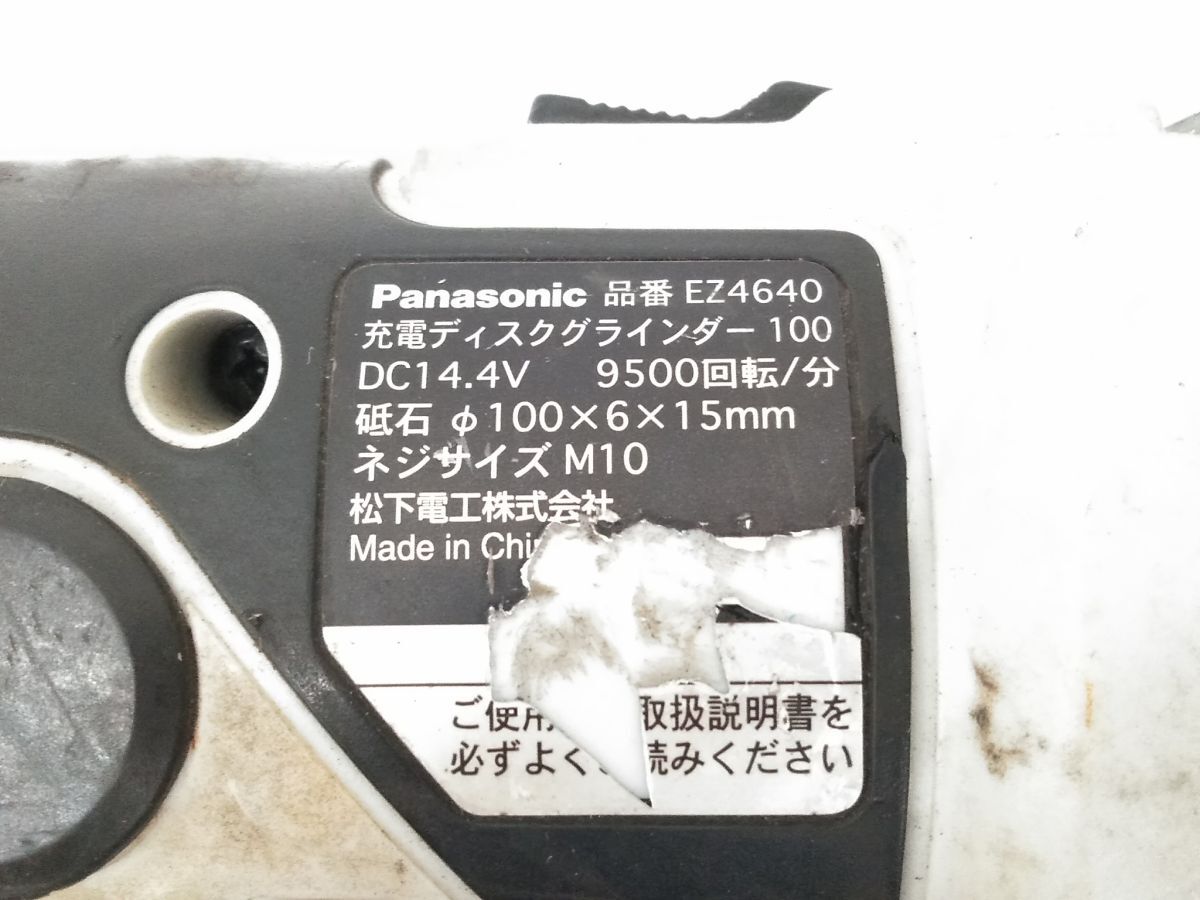 Panasonic 品番 EZ4640
充電ディスクグラインダー 100
DC14.4V 9500回転/分
砥石 φ100×6×15mm
ネジサイズ M10
松下電工株式会社
Made in
ご使用 取扱説明書を
必ずよく 読みください